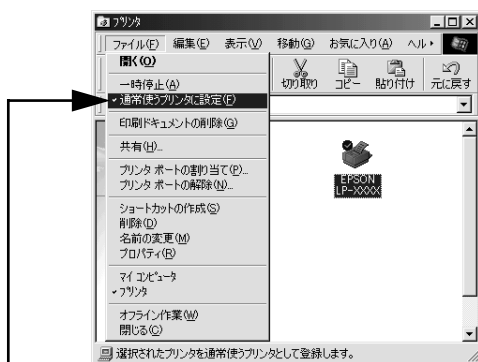 プリンタ
ファイル(F) 編集(E) 表示(V) 移動(G) お気に入り(A) ヘル
開く(O)
切り取り コピー 貼り付け 元に戻す
一時停止(A)
通常使うプリンタに設定(F)
印刷ドキュメントの削除(G)
共有(H)...
プリンタ ポートの割り当て(P)...
プリンタ ポートの解除(N)...
EPSON
LP-XXXX
ショートカットの作成(S)
削除(D)
名前の変更(M)
プロパティ(R)
マイ コンピュータ
プリンタ
オフライン作業(W)
閉じる(C)
選択されたプリンタを通常使うプリンタとして登録します。